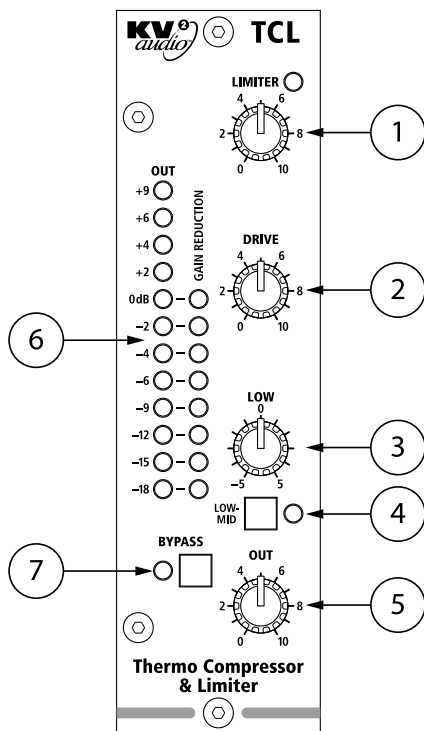 KV2 audio TCL
LIMITER
4 6
2 8
0 10
1
OUT
+9
+6
+4
+2
0dB
−2
−4
−6
−9
−12
−15
−18
GAIN REDUCTION
6
DRIVE
4 6
2 8
0 10
2
LOW
0
−5 5
3
LOW-
MID
4
BYPASS
7
OUT
4 6
2 8
0 10
5
Thermo Compressor
& Limiter